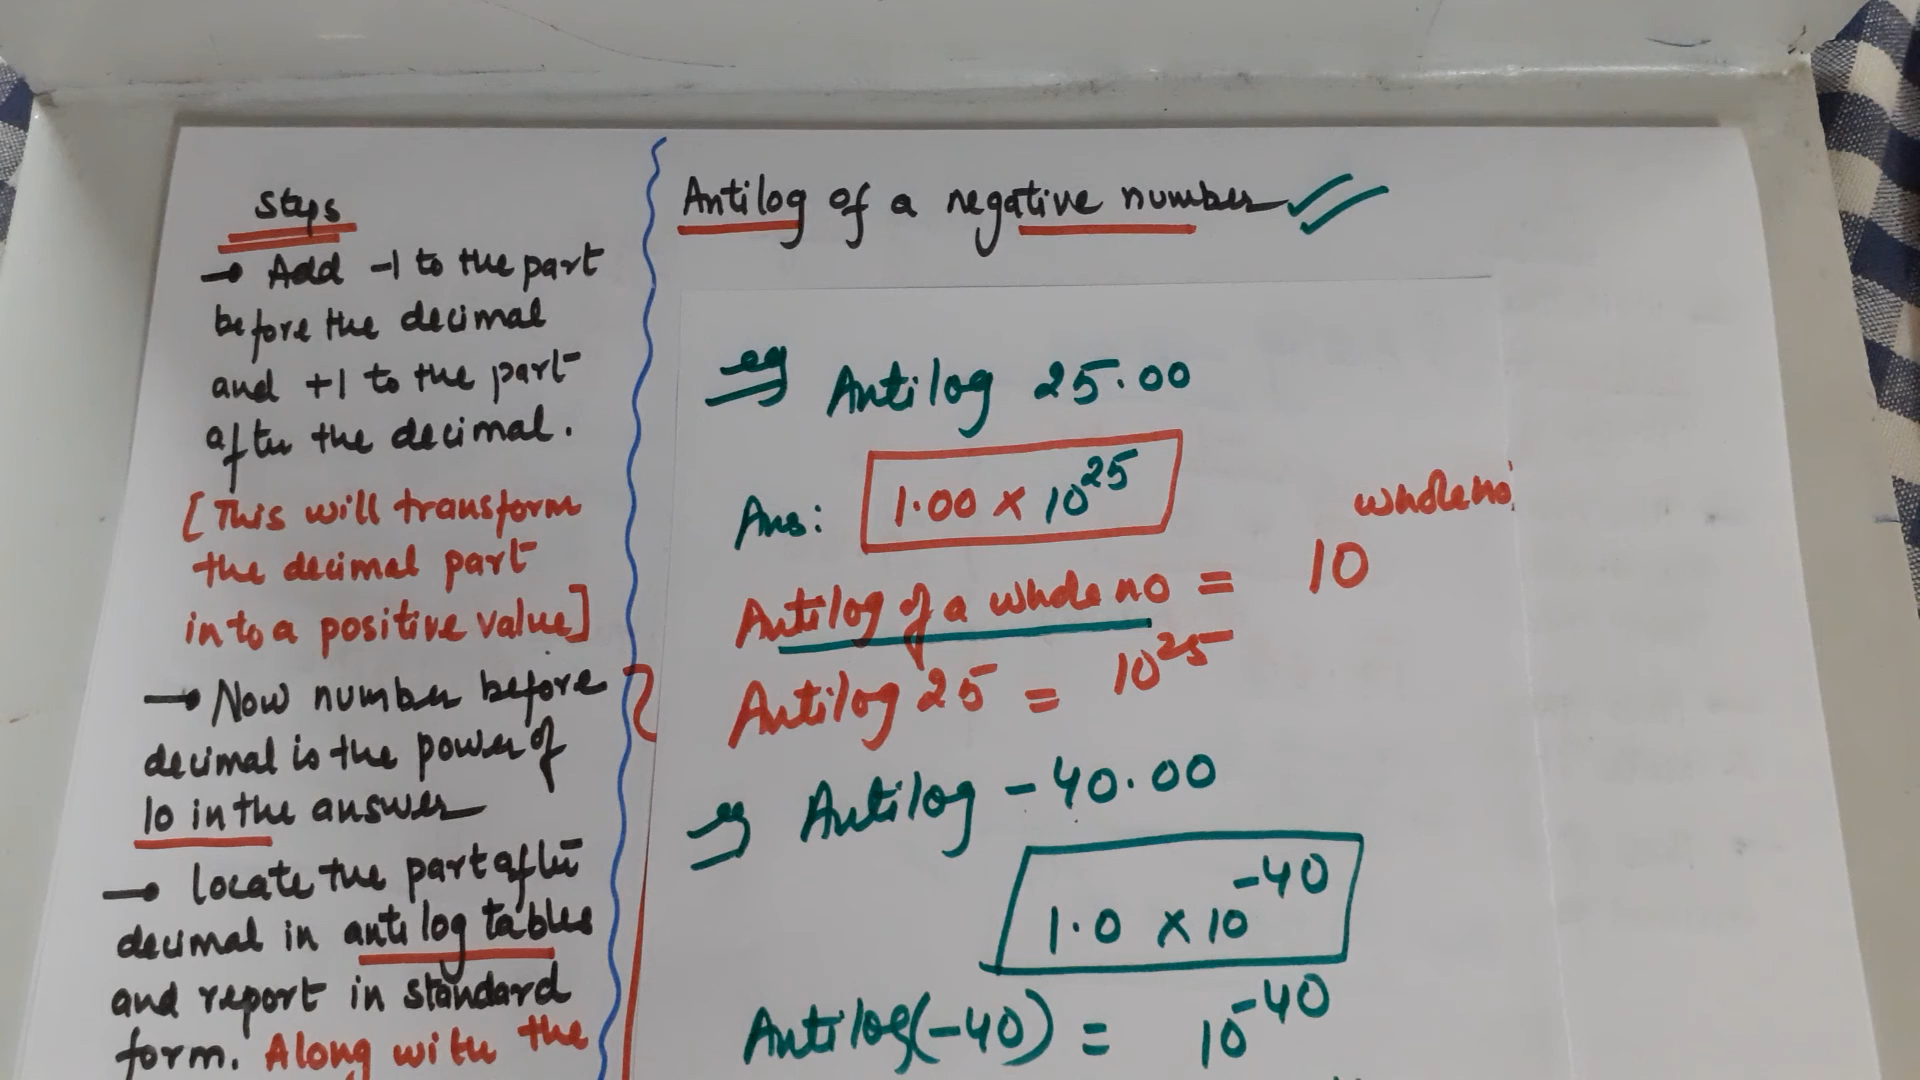 Steps
→ Add -1 to the part
before the decimal
and +1 to the part
after the decimal.
[This will transform
the decimal part
into a positive value]
→ Now number before
decimal is the power of
10 in the answer
→ locate the part after
decimal in antilog tables
and report in standard
form. Along with the
Antilog of a negative number
eg Antilog 25.00
Ans: 1.00 x 10^25
Antilog of a whole no = 10^whole no.
Antilog 25 = 10^25
eg Antilog -40.00
1.0 x 10^-40
Antilog(-40) = 10^-40